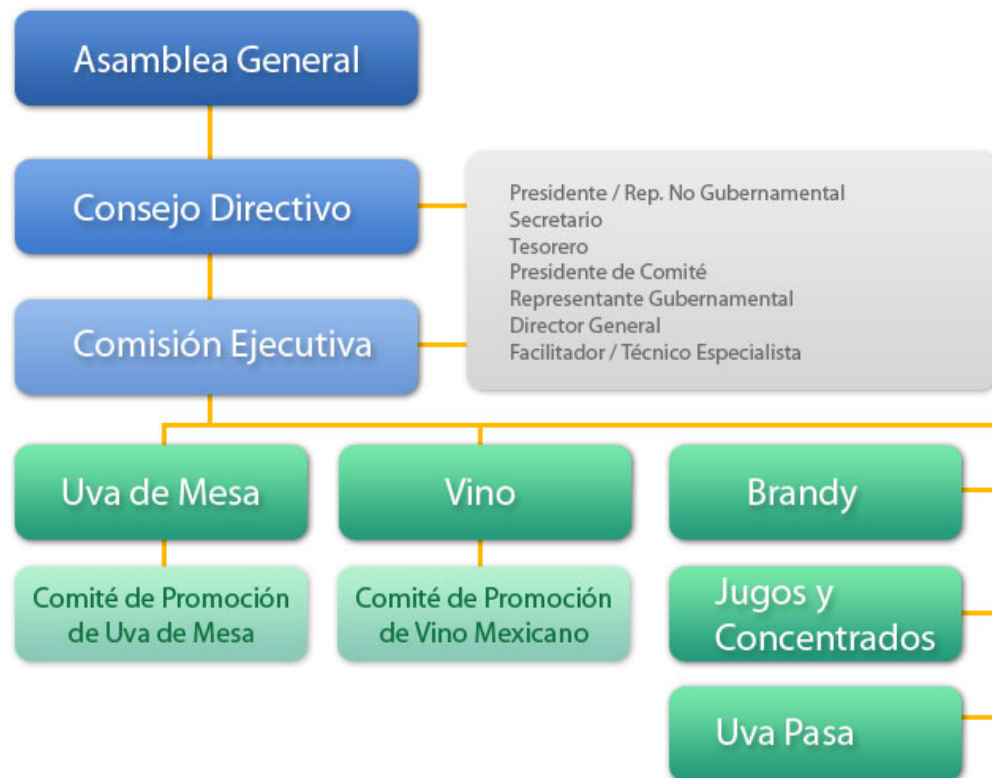 Asamblea General
Consejo Directivo
Presidente / Rep. No Gubernamental
Secretario
Tesorero
Presidente de Comité
Representante Gubernamental
Director General
Facilitador / Técnico Especialista
Comisión Ejecutiva
Uva de Mesa
Vino
Brandy
Comité de Promoción
de Uva de Mesa
Comité de Promoción
de Vino Mexicano
Jugos y
Concentrados
Uva Pasa